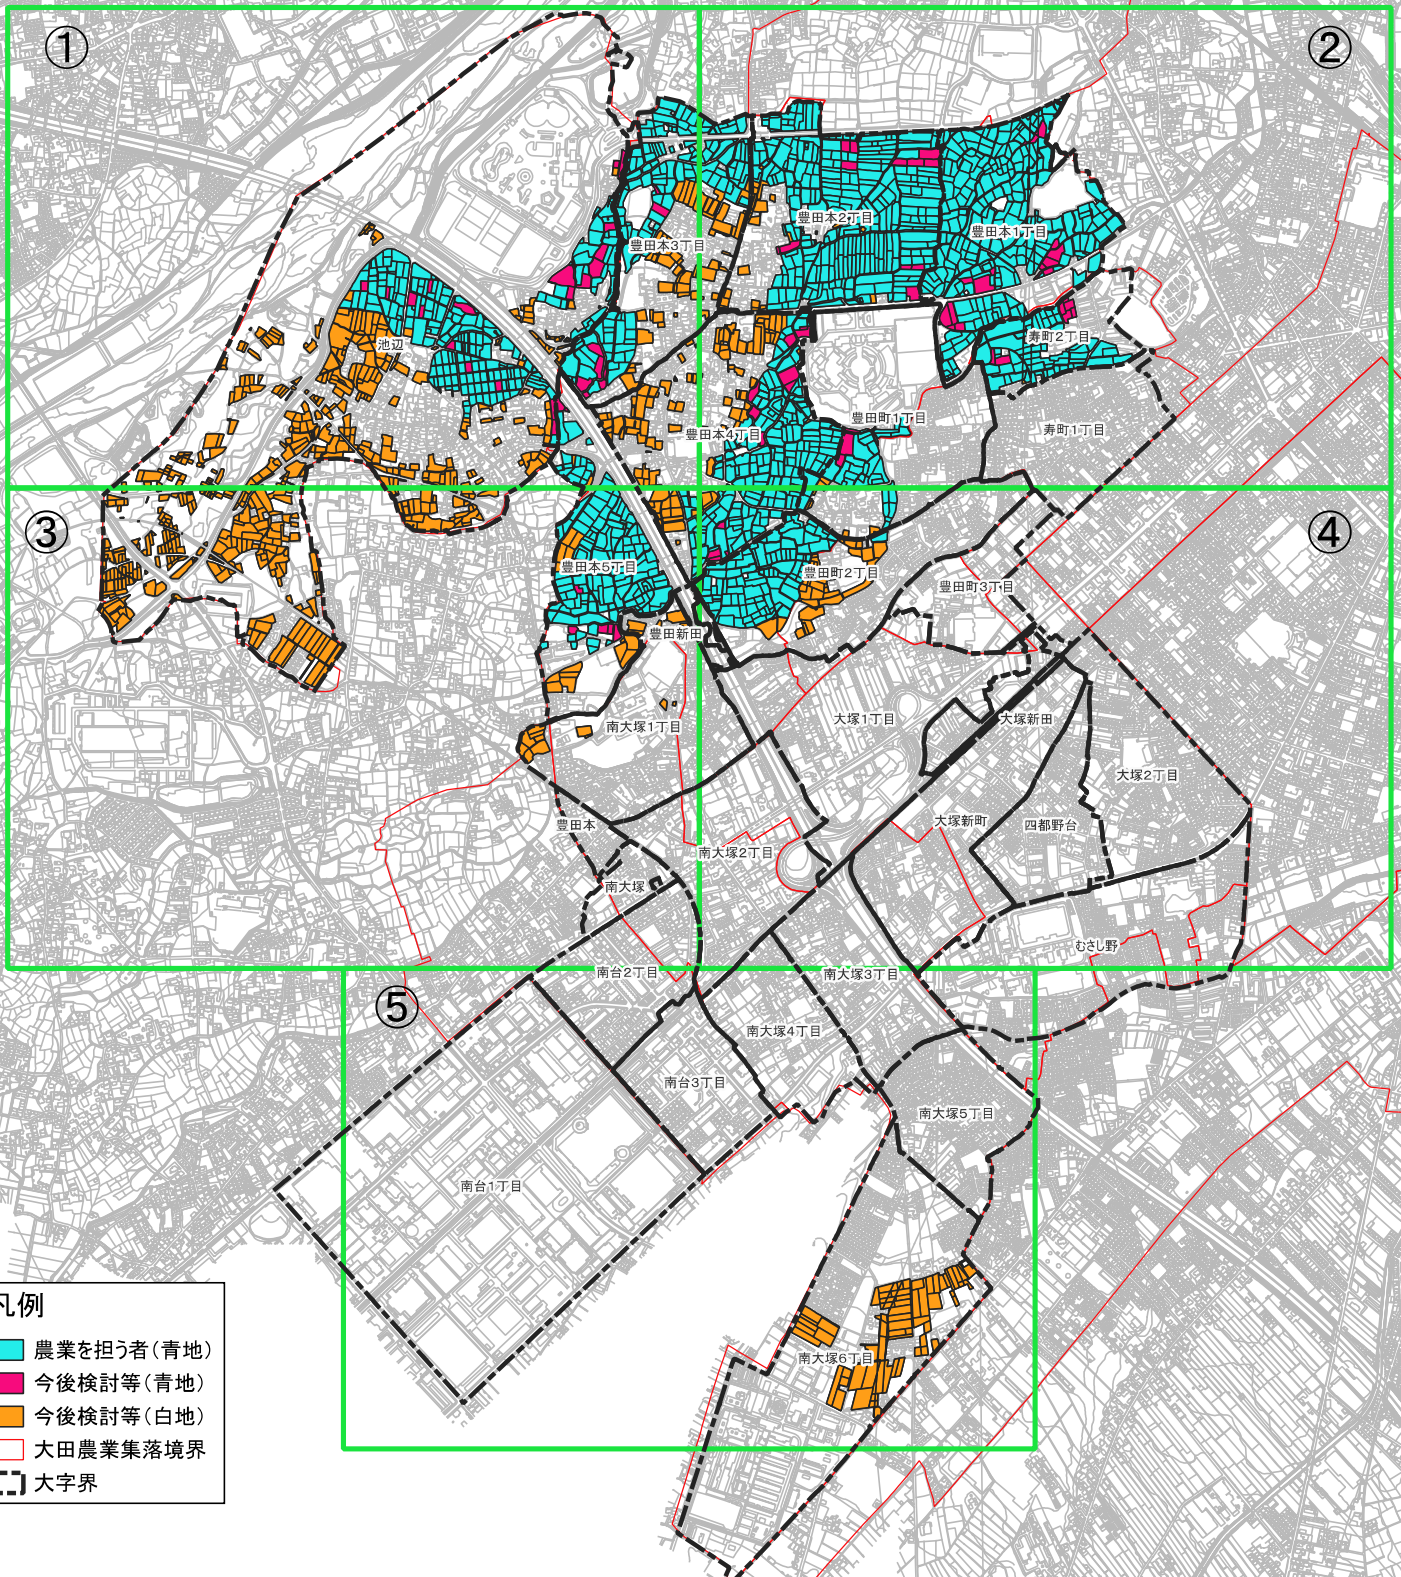 ①
②
豊田本2丁目
豊田本1丁目
豊田本3丁目
池辺
寿町2丁目
豊田町1丁目
寿町1丁目
豊田本4丁目
③
④
豊田本5丁目
豊田町2丁目
豊田町3丁目
豊田新田
南大塚1丁目
大塚1丁目
大塚新田
大塚2丁目
豊田本
大塚新町
四都野台
南大塚2丁目
南大塚
むさし野
南台2丁目
南大塚3丁目
⑤
南大塚4丁目
南台3丁目
南大塚5丁目
南台1丁目
南大塚6丁目
凡例
農業を担う者(青地)
今後検討等(青地)
今後検討等(白地)
大田農業集落境界
大字界